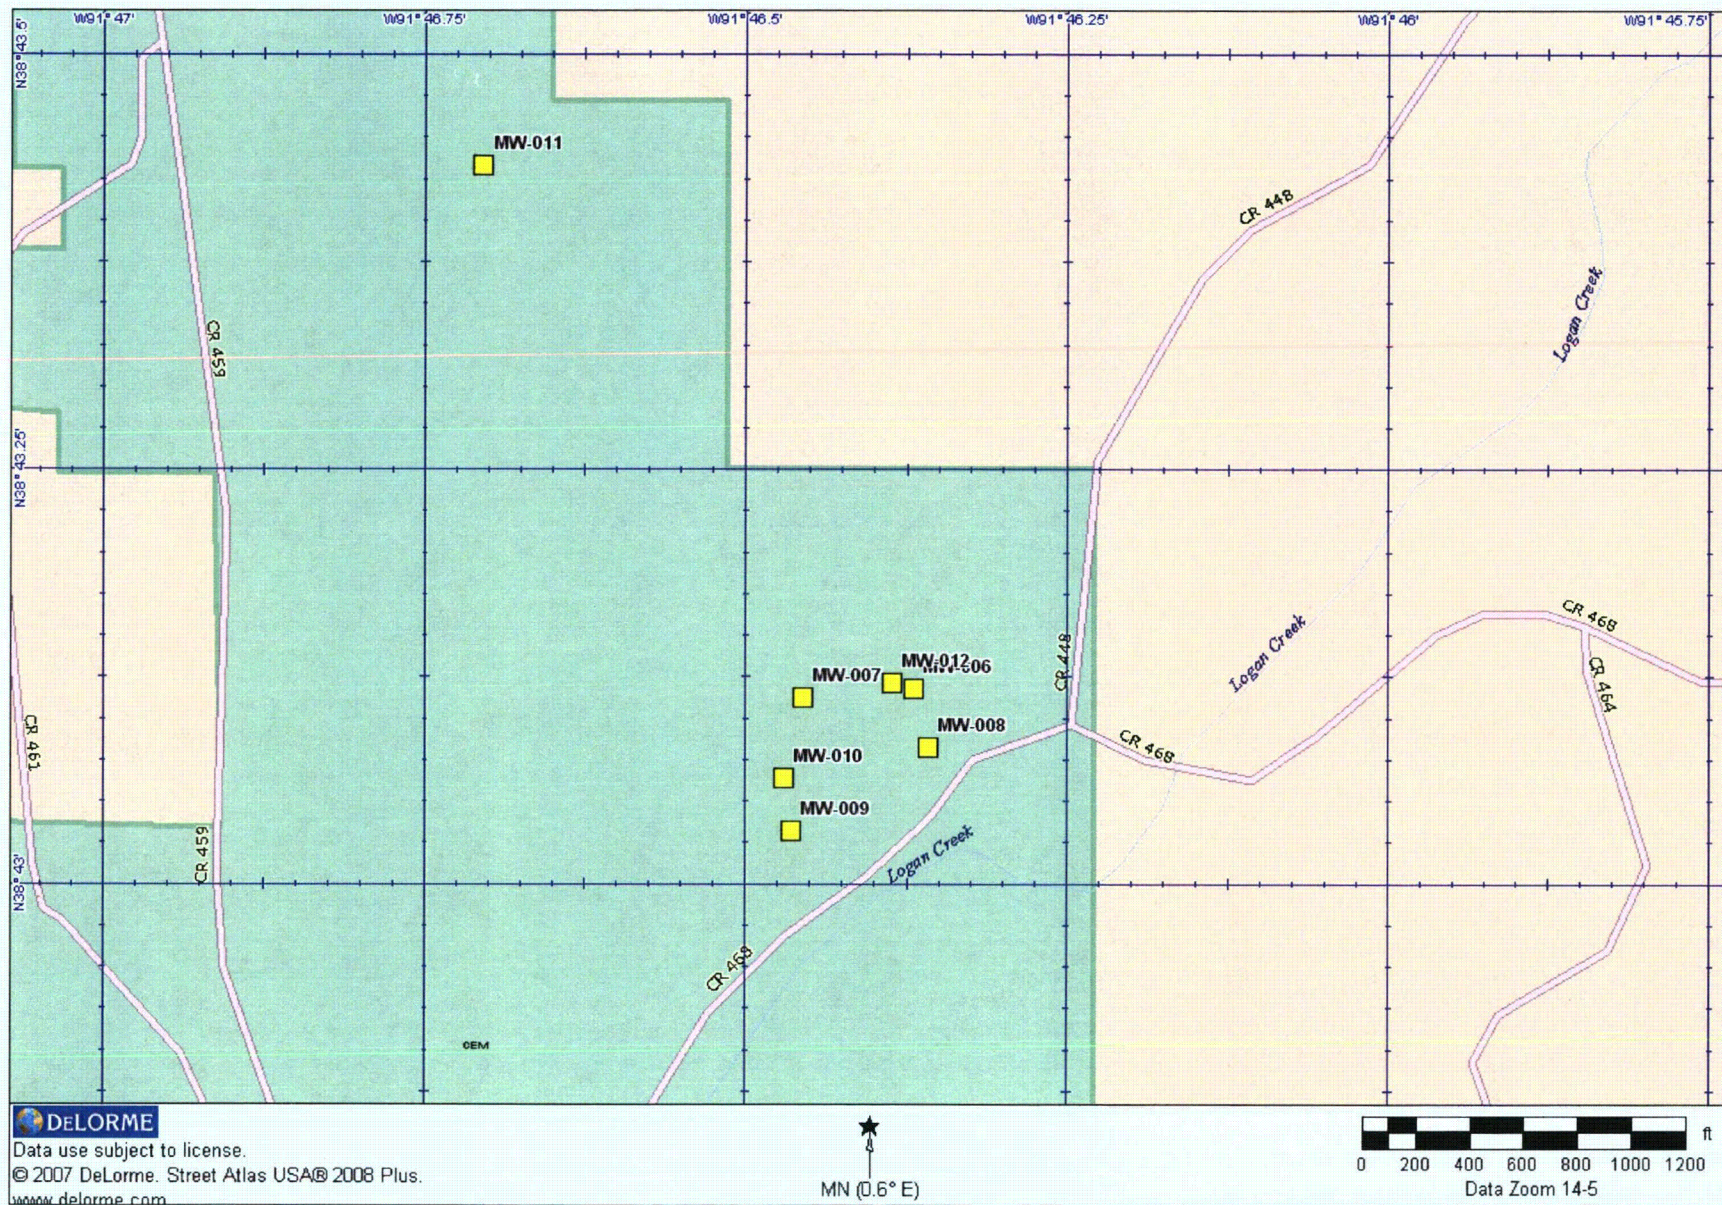 W91° 47'
W91° 46.75'
W91° 46.5'
W91° 46.25'
W91° 46'
W91° 45.75'
N38° 43.5'
MW-011
CR 448
Logan Creek
CR 459
N38° 43.25'
CR 468
Logan Creek
CR 448
MW-012
MW-006
MW-007
CR 464
MW-008
CR 461
CR 468
MW-010
MW-009
CR 459
Logan Creek
N38° 43'
CR 468
CEM
DELORME
Data use subject to license.
© 2007 DeLorme. Street Atlas USA® 2008 Plus.
www.delorme.com
MN (0.6° E)
ft
0 200 400 600 800 1000 1200
Data Zoom 14-5